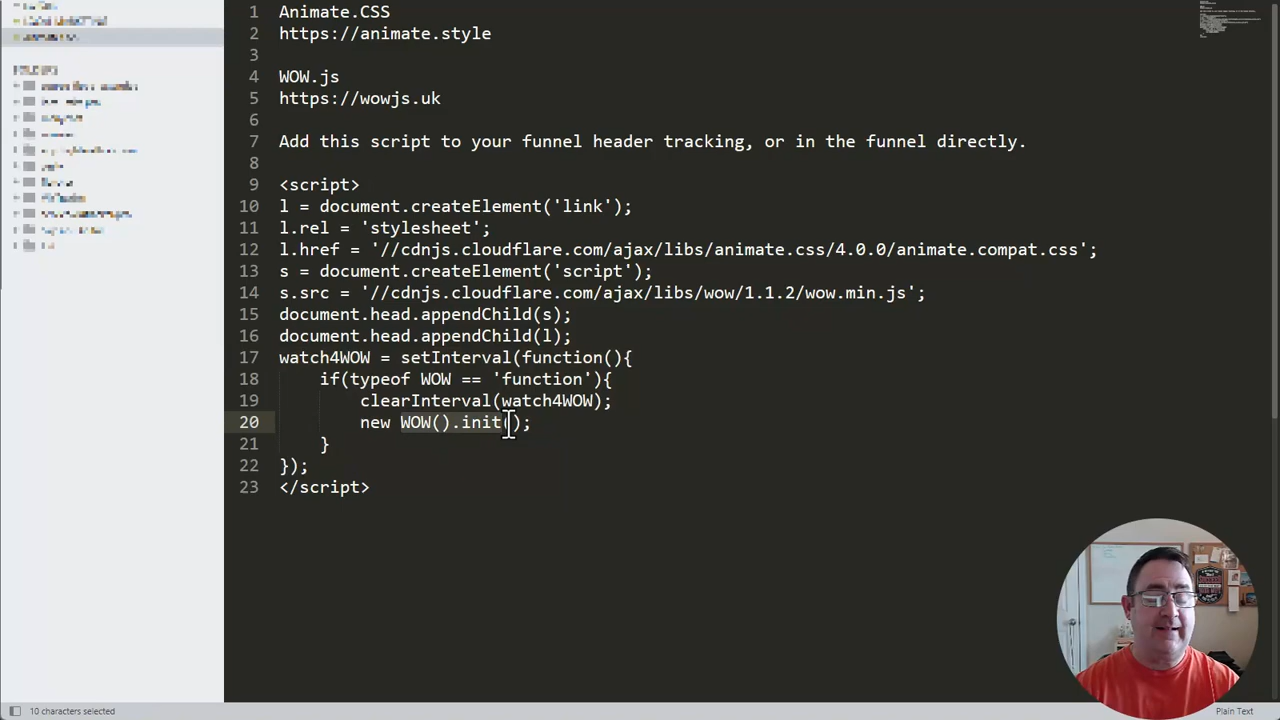 1 Animate.CSS
2 https://animate.style
3
4 WOW.js
5 https://wowjs.uk
6
7 Add this script to your funnel header tracking, or in the funnel directly.
8
9 <script>
10 l = document.createElement('link');
11 l.rel = 'stylesheet';
12 l.href = '//cdnjs.cloudflare.com/ajax/libs/animate.css/4.0.0/animate.compat.css';
13 s = document.createElement('script');
14 s.src = '//cdnjs.cloudflare.com/ajax/libs/wow/1.1.2/wow.min.js';
15 document.head.appendChild(s);
16 document.head.appendChild(l);
17 watch4WOW = setInterval(function(){
18 if(typeof WOW == 'function'){
19 clearInterval(watch4WOW);
20 new WOW().init();
21 }
22 });
23 </script>
10 characters selected
Plain Text